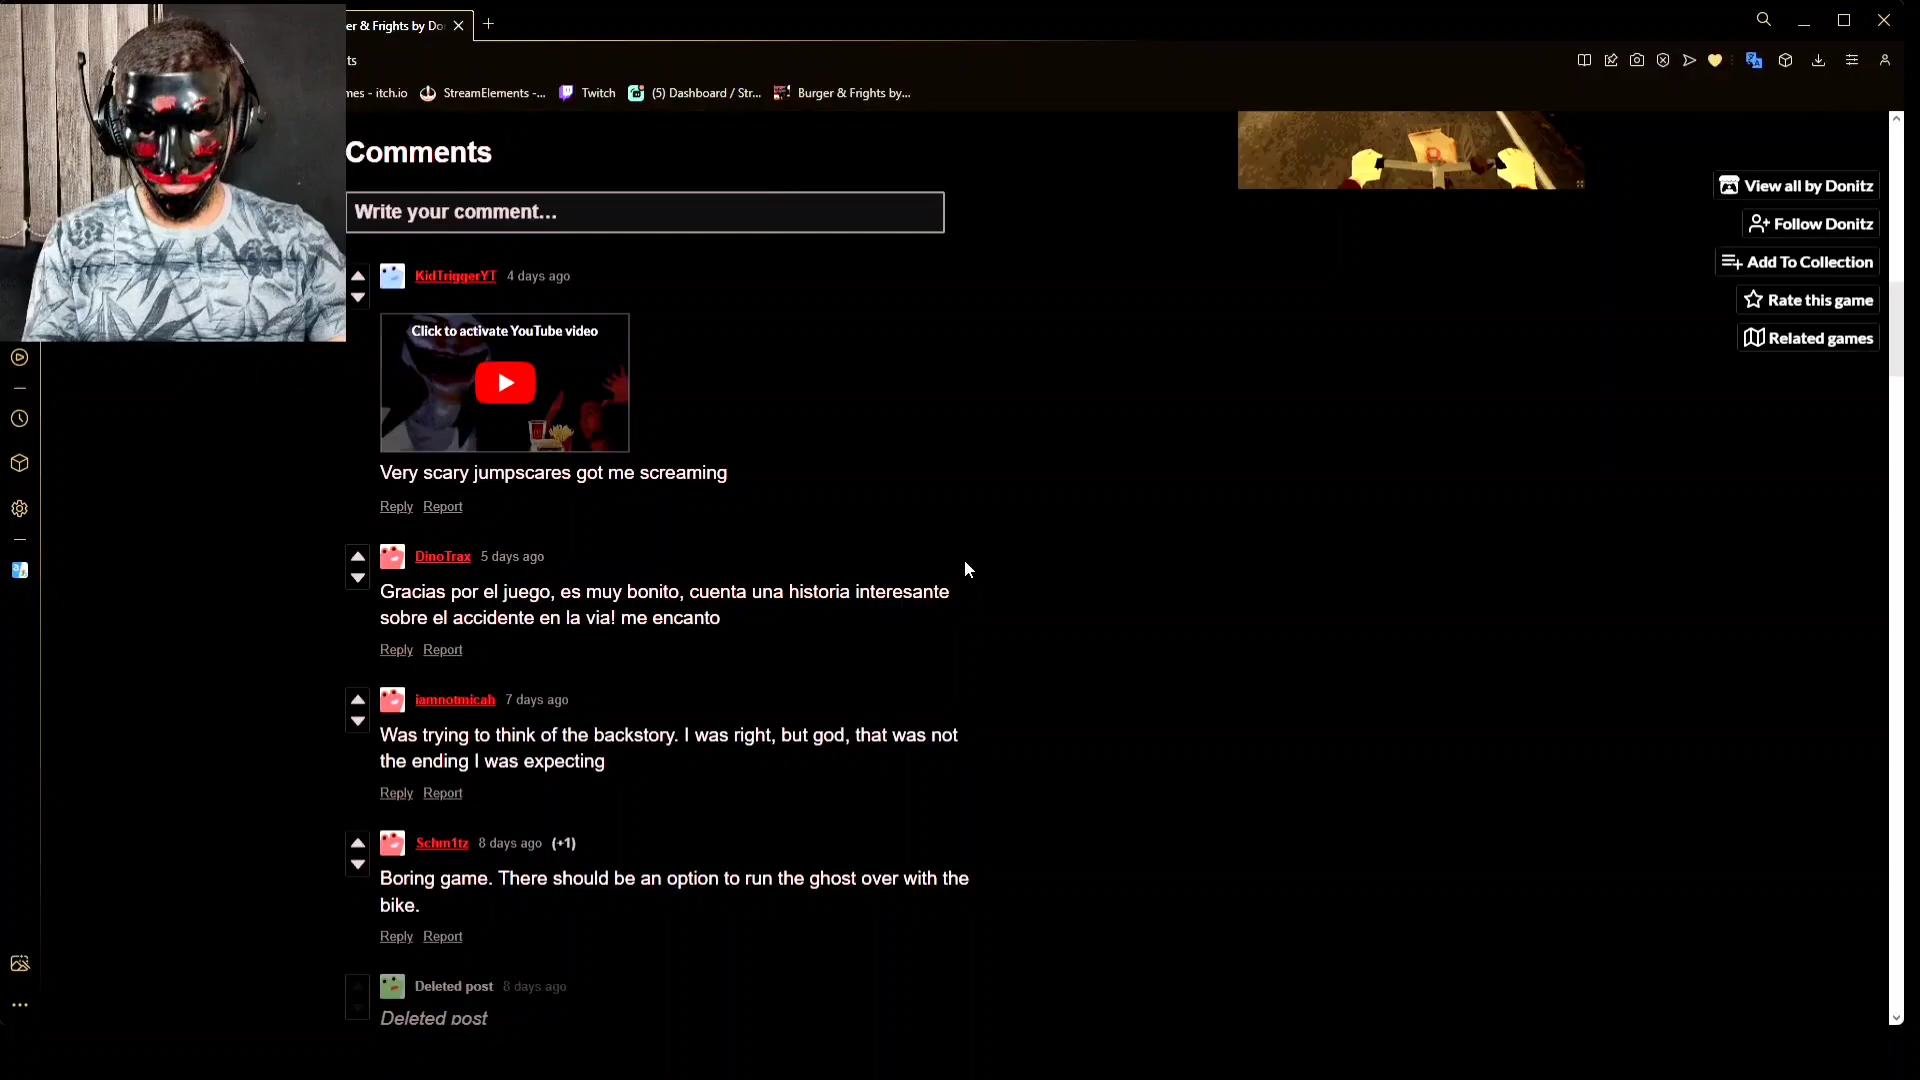 er & Frights by Do
ts
mes - itch.io
StreamElements -...
Twitch
(5) Dashboard / Str...
Burger & Frights by...
Comments
Write your comment...
View all by Donitz
Follow Donitz
Add To Collection
Rate this game
Related games
KidTriggerYT 4 days ago
Click to activate YouTube video
Very scary jumpscares got me screaming
Reply Report
DinoTrax 5 days ago
Gracias por el juego, es muy bonito, cuenta una historia interesante
sobre el accidente en la via! me encanto
Reply Report
iamnotmicah 7 days ago
Was trying to think of the backstory. I was right, but god, that was not
the ending I was expecting
Reply Report
Schm1tz 8 days ago (+1)
Boring game. There should be an option to run the ghost over with the
bike.
Reply Report
Deleted post 8 days ago
Deleted post